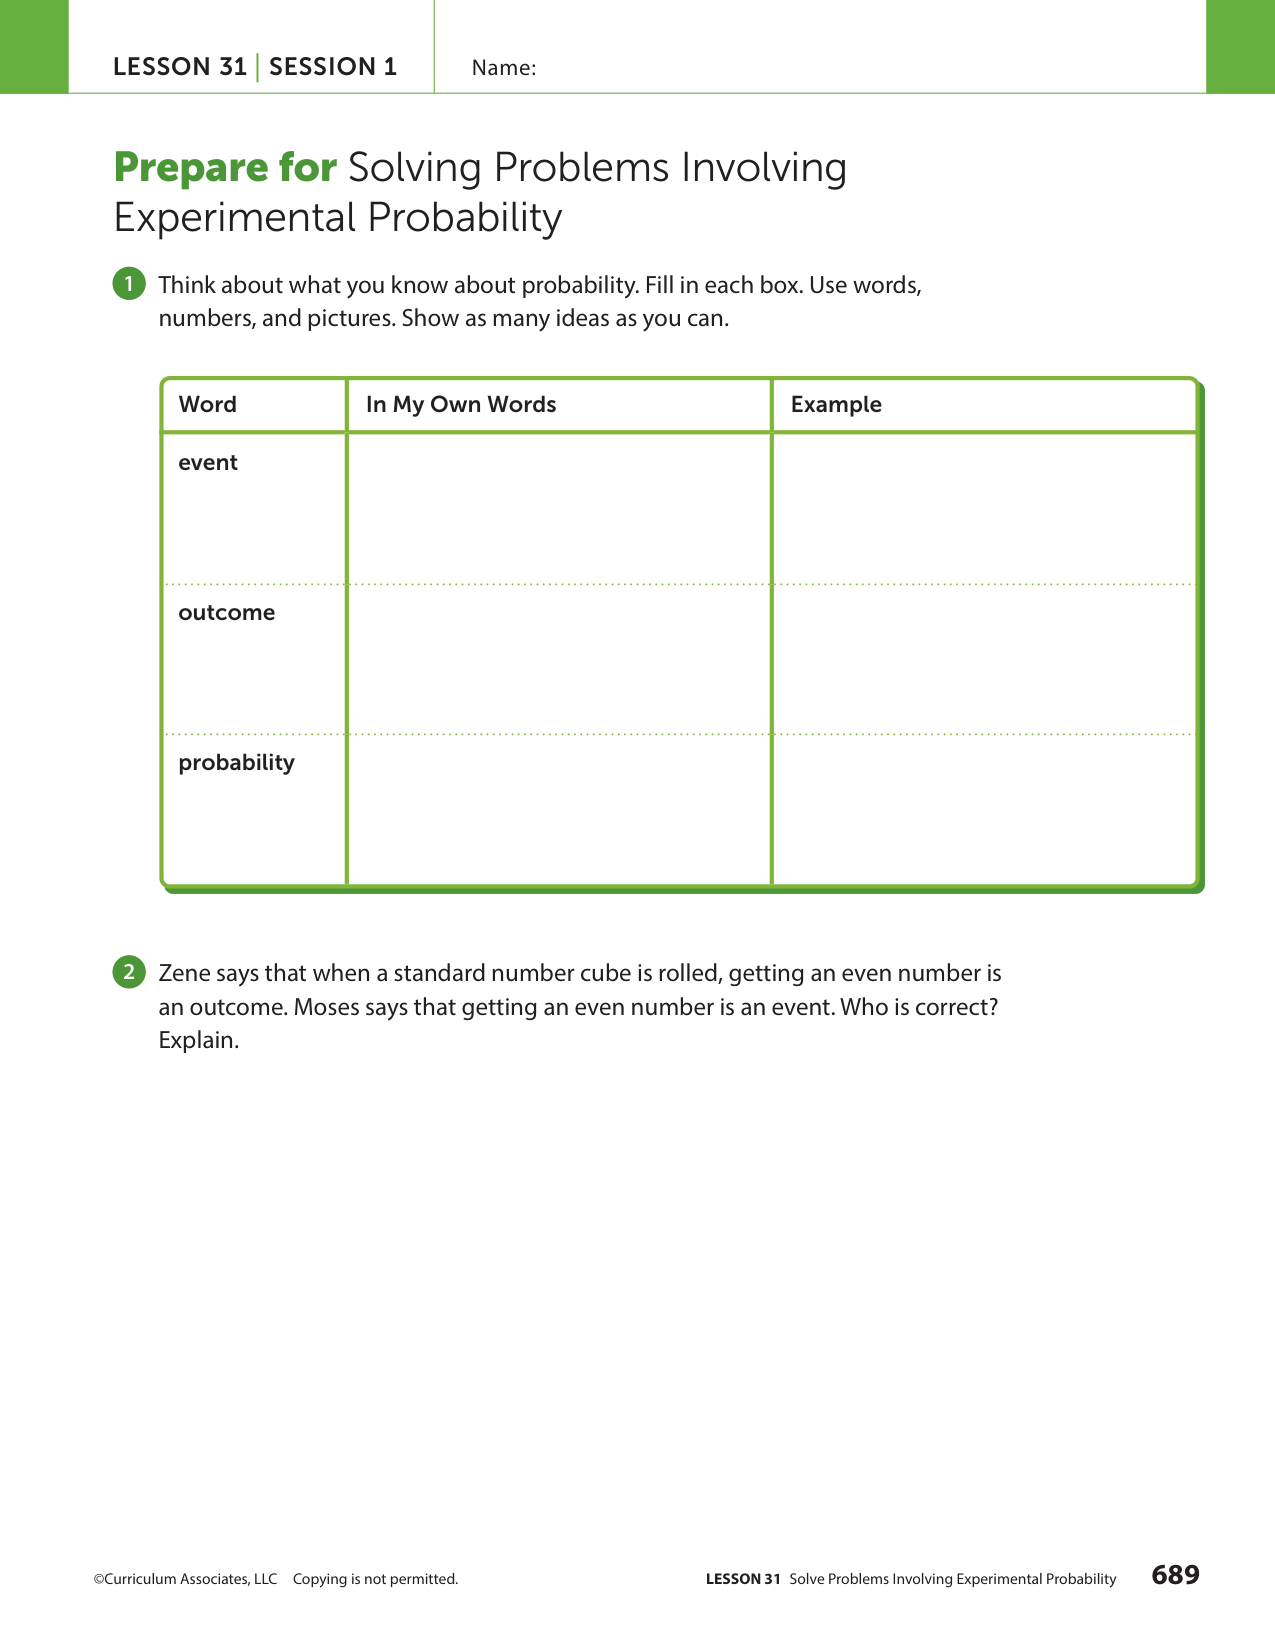 LESSON 31 | SESSION 1
Name:
Prepare for Solving Problems Involving
Experimental Probability
1 Think about what you know about probability. Fill in each box. Use words,
numbers, and pictures. Show as many ideas as you can.
Word In My Own Words Example
event
outcome
probability
2 Zene says that when a standard number cube is rolled, getting an even number is
an outcome. Moses says that getting an even number is an event. Who is correct?
Explain.
©Curriculum Associates, LLC Copying is not permitted.
LESSON 31 Solve Problems Involving Experimental Probability 689